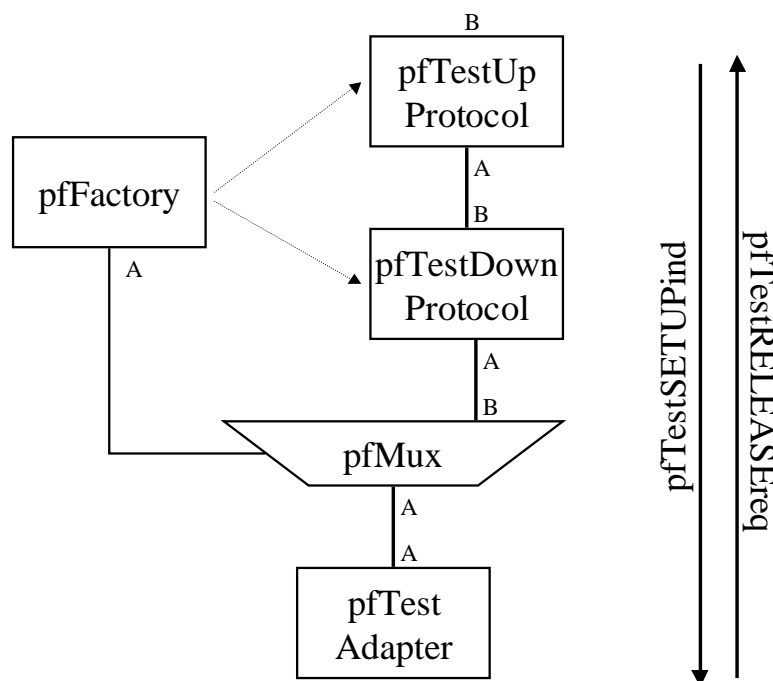 B
pfTestUp
Protocol
A
pfFactory
A
B
pfTestDown
Protocol
A
B
pfMux
A
A
pfTest
Adapter
pfTestSETUPind
pfTestRELEASEreq